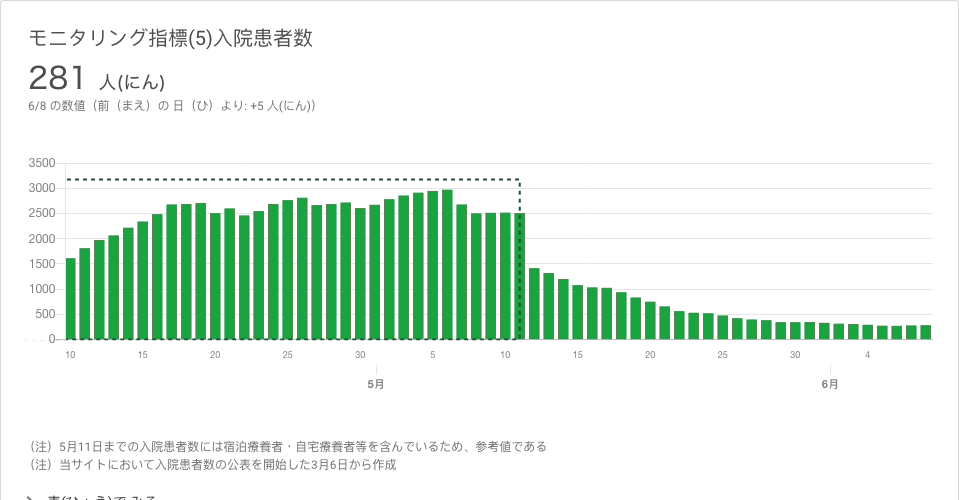 モニタリング指標(5)入院患者数
281 人(にん)
6/8 の数値（前（まえ）の 日（ひ）より: +5 人(にん)）
3500
3000
2500
2000
1500
1000
500
0
10 15 20 25 30 5 10 15 20 25 30 4
5月 6月
（注）5月11日までの入院患者数には宿泊療養者・自宅療養者等を含んでいるため、参考値である
（注）当サイトにおいて入院患者数の公表を開始した3月6日から作成